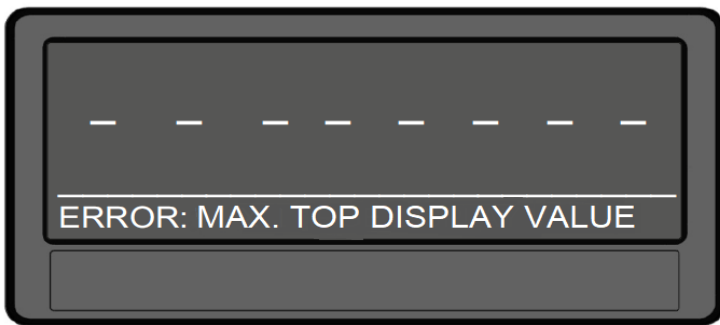 – – – – – – – –
ERROR: MAX. TOP DISPLAY VALUE